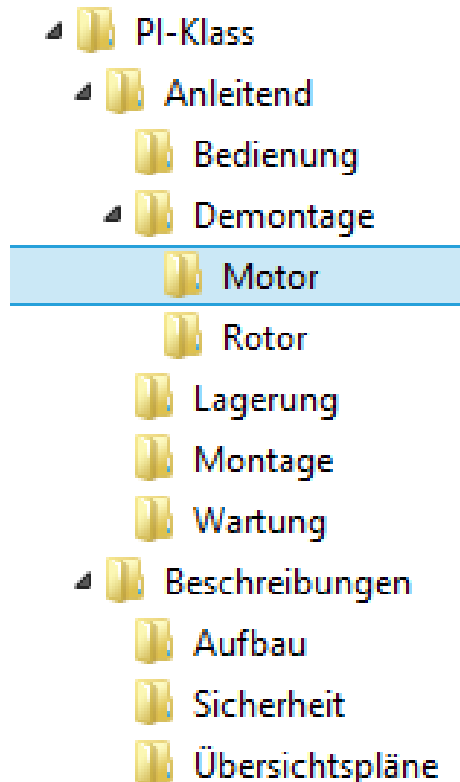 PI-Klass
Anleitend
Bedienung
Demontage
Motor
Rotor
Lagerung
Montage
Wartung
Beschreibungen
Aufbau
Sicherheit
Übersichtspläne